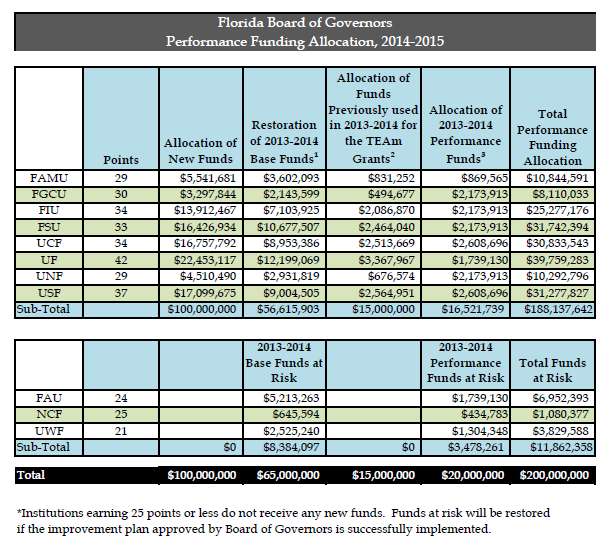 Florida Board of Governors
Performance Funding Allocation, 2014-2015
Points
Allocation of
New Funds
Restoration
of 2013-2014
Base Funds¹
Allocation of
Funds
Previously used
in 2013-2014 for
the TEAm
Grants²
Allocation of
2013-2014
Performance
Funds³
Total
Performance
Funding
Allocation
FAMU 29 $5,541,681 $3,602,093 $831,252 $869,565 $10,844,591
FGCU 30 $3,297,844 $2,143,599 $494,677 $2,173,913 $8,110,033
FIU 34 $13,912,467 $7,103,925 $2,086,870 $2,173,913 $25,277,176
FSU 33 $16,426,934 $10,677,507 $2,464,040 $2,173,913 $31,742,394
UCF 34 $16,757,792 $8,953,386 $2,513,669 $2,608,696 $30,833,543
UF 42 $22,453,117 $12,199,069 $3,367,967 $1,739,130 $39,759,283
UNF 29 $4,510,490 $2,931,819 $676,574 $2,173,913 $10,292,796
USF 37 $17,099,675 $9,004,505 $2,564,951 $2,608,696 $31,277,827
Sub-Total $100,000,000 $56,615,903 $15,000,000 $16,521,739 $188,137,642
2013-2014
Base Funds at
Risk
2013-2014
Performance
Funds at Risk
Total Funds
at Risk
FAU 24 $5,213,263 $1,739,130 $6,952,393
NCF 25 $645,594 $434,783 $1,080,377
UWF 21 $2,525,240 $1,304,348 $3,829,588
Sub-Total $0 $8,384,097 $0 $3,478,261 $11,862,358
Total $100,000,000 $65,000,000 $15,000,000 $20,000,000 $200,000,000
*Institutions earning 25 points or less do not receive any new funds. Funds at risk will be restored
if the improvement plan approved by Board of Governors is successfully implemented.